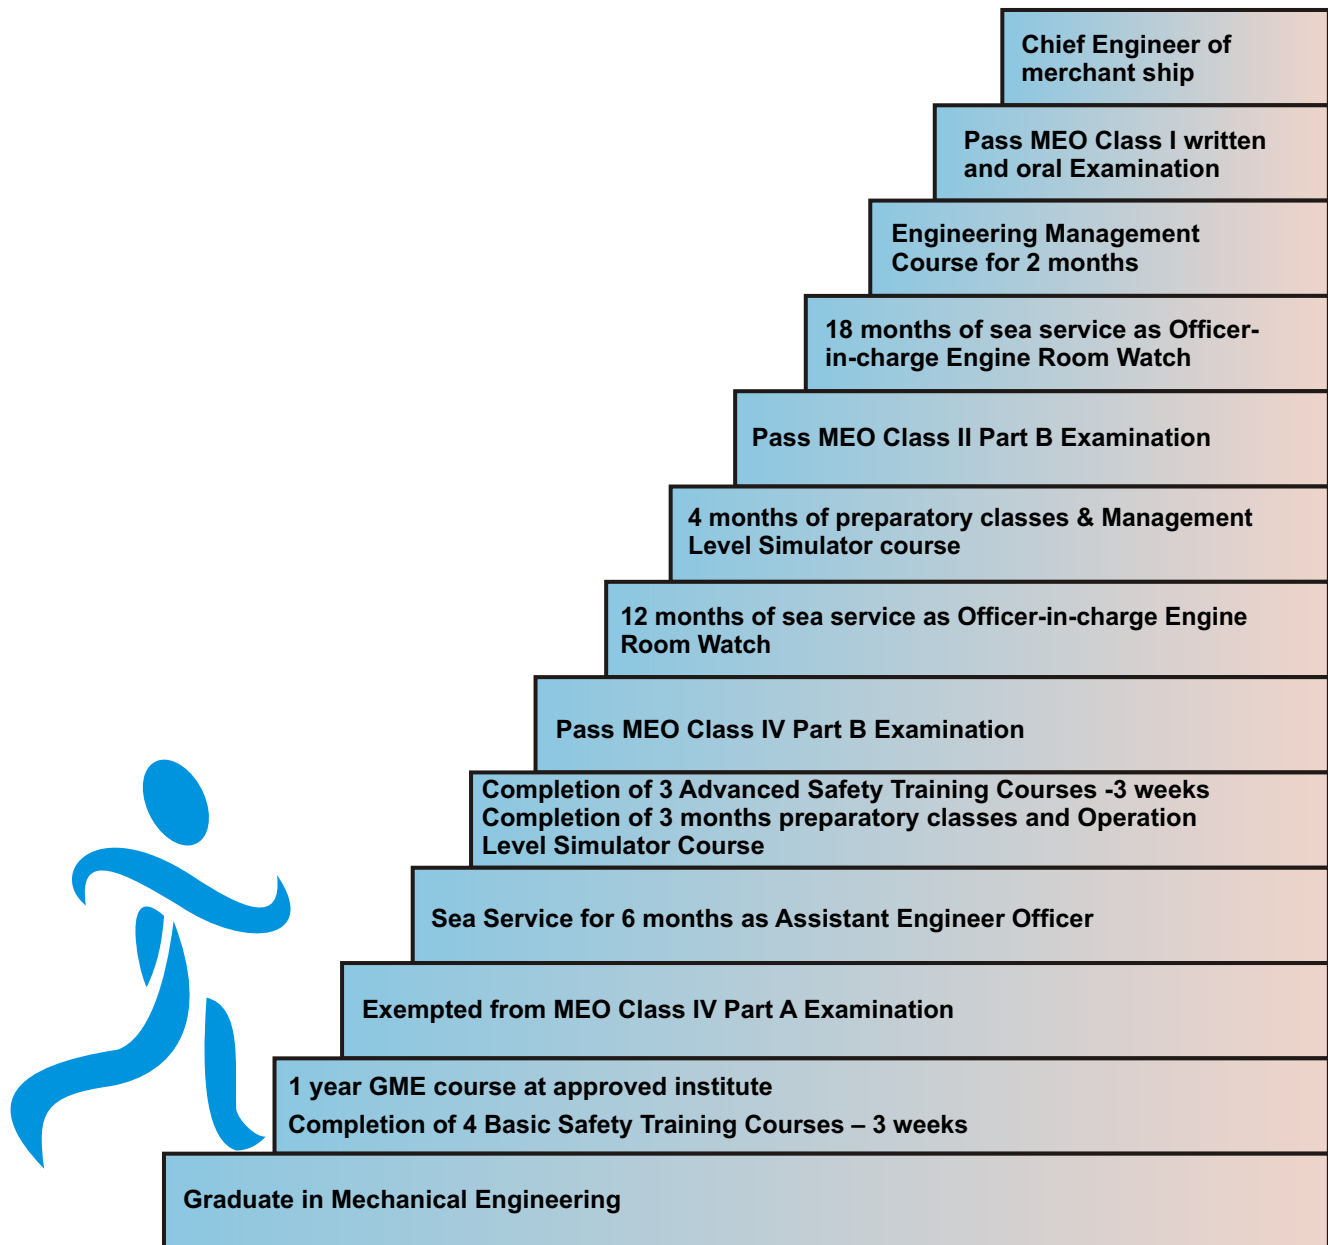 Chief Engineer of
merchant ship
Pass MEO Class I written
and oral Examination
Engineering Management
Course for 2 months
18 months of sea service as Officer-
in-charge Engine Room Watch
Pass MEO Class II Part B Examination
4 months of preparatory classes & Management
Level Simulator course
12 months of sea service as Officer-in-charge Engine
Room Watch
Pass MEO Class IV Part B Examination
Completion of 3 Advanced Safety Training Courses -3 weeks
Completion of 3 months preparatory classes and Operation
Level Simulator Course
Sea Service for 6 months as Assistant Engineer Officer
Exempted from MEO Class IV Part A Examination
1 year GME course at approved institute
Completion of 4 Basic Safety Training Courses – 3 weeks
Graduate in Mechanical Engineering